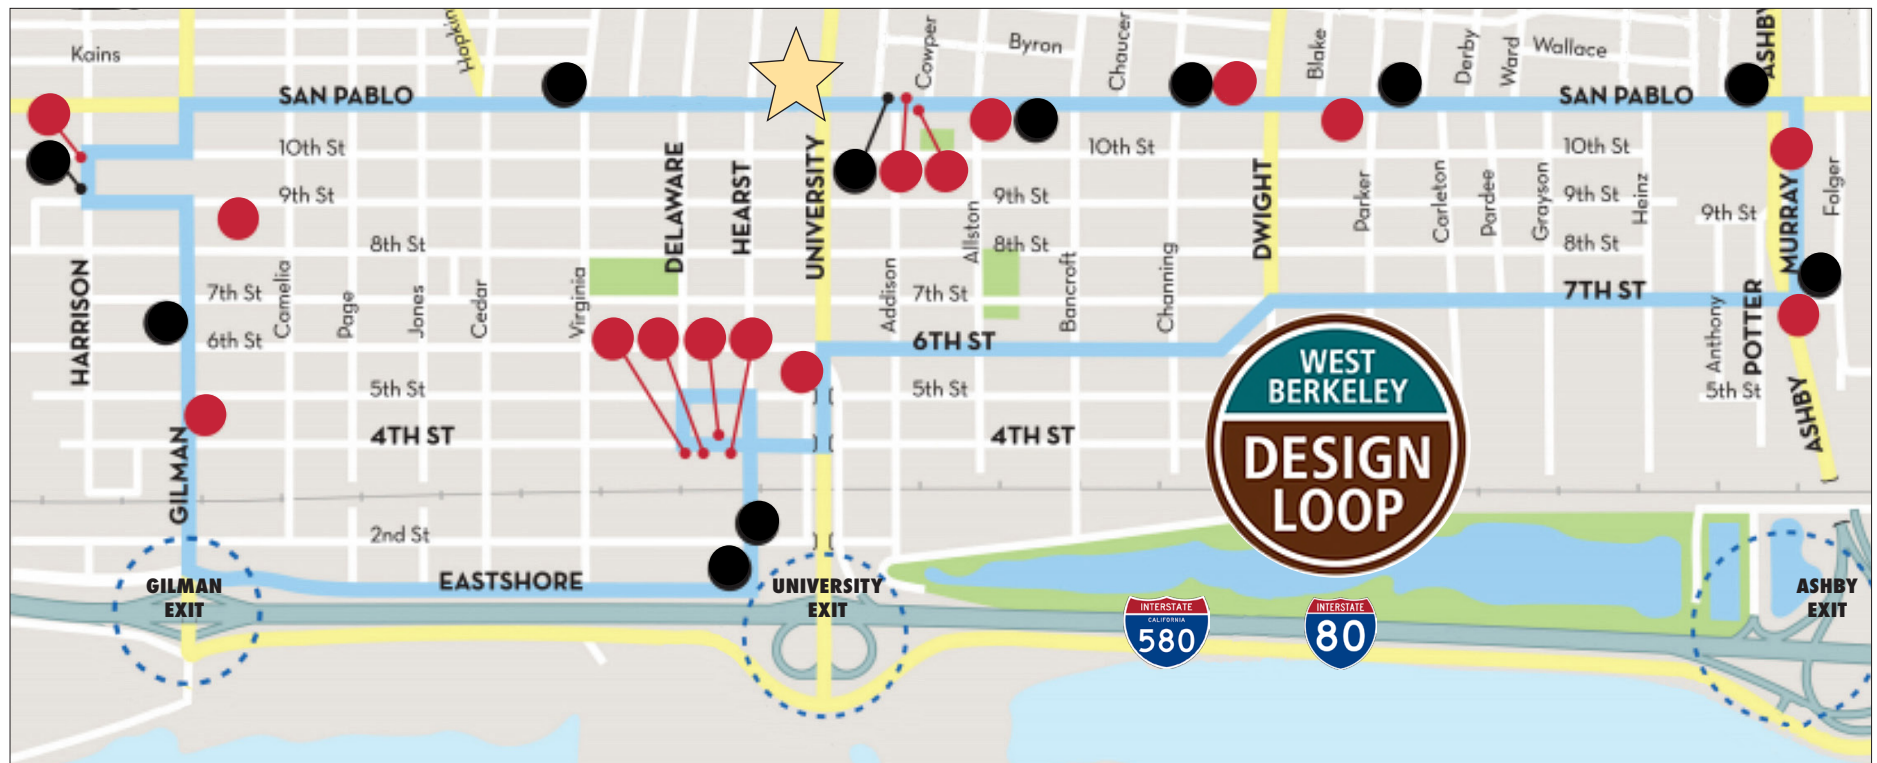 Kains
Hopkin
Cowper
Byron
Chaucer
Blake
Derby
Ward
Wallace
ASHBY
SAN PABLO
SAN PABLO
10th St
10th St
10th St
DELAWARE
HEARST
UNIVERSITY
DWIGHT
9th St
9th St
9th St
9th St
Parker
Carleton
Pardee
Grayson
Heinz
MURRAY
Folger
8th St
8th St
8th St
Allston
HARRISON
7th St
7th St
7TH ST
Camelia
Page
Jones
Cedar
Virginia
Addison
Bancroft
Channing
Anthony
POTTER
6th St
6TH ST
5th St
5th St
5th St
ASHBY
4TH ST
4TH ST
GILMAN
WEST
BERKELEY
DESIGN
LOOP
2nd St
EASTSHORE
GILMAN
EXIT
UNIVERSITY
EXIT
ASHBY
EXIT
INTERSTATE
CALIFORNIA
580
INTERSTATE
80